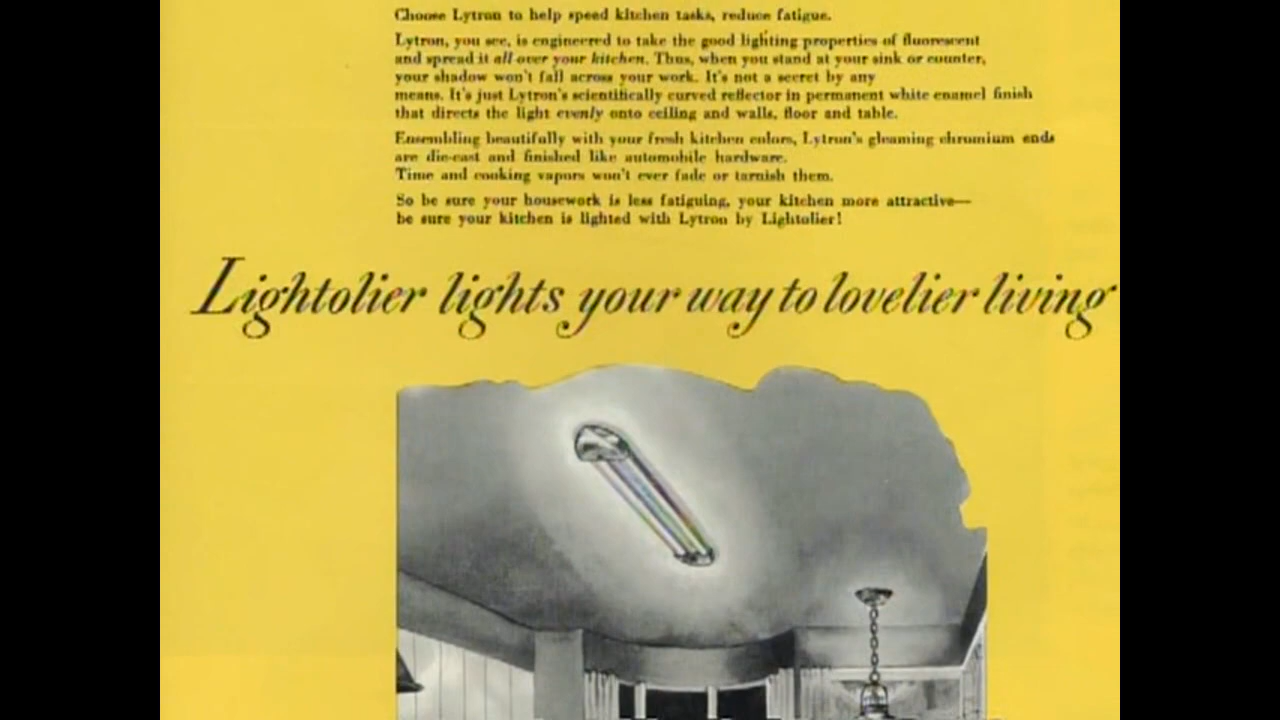 Choose Lytron to help speed kitchen tasks, reduce fatigue.
Lytron, you see, is engineered to take the good lighting properties of fluorescent
and spread it all over your kitchen. Thus, when you stand at your sink or counter,
your shadow won't fall across your work. It's not a secret by any
means. It's just Lytron's scientifically curved reflector in permanent white enamel finish
that directs the light evenly onto ceiling and walls, floor and table.
Ensembling beautifully with your fresh kitchen colors, Lytron's gleaming chromium ends
are die-cast and finished like automobile hardware.
Time and cooking vapors won't ever fade or tarnish them.
So be sure your housework is less fatiguing, your kitchen more attractive—
be sure your kitchen is lighted with Lytron by Lightolier!
Lightolier lights your way to lovelier living